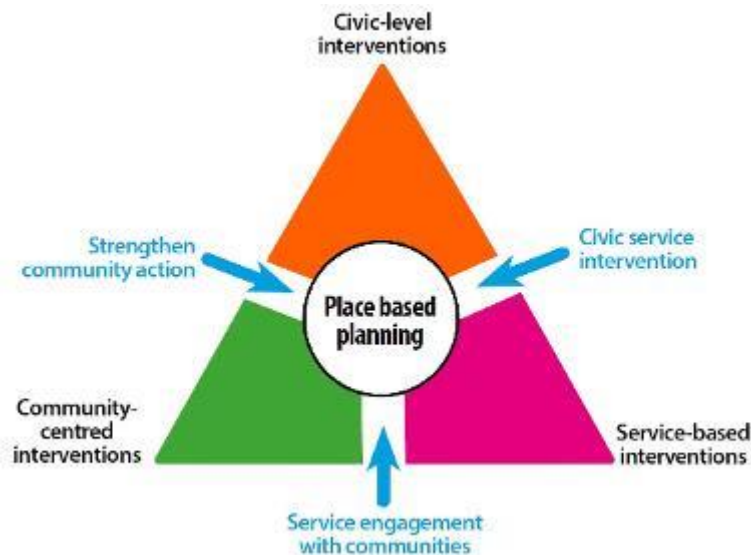 Civic-level
interventions
Strengthen
community action
Civic service
intervention
Place based
planning
Community-
centred
interventions
Service-based
interventions
Service engagement
with communities